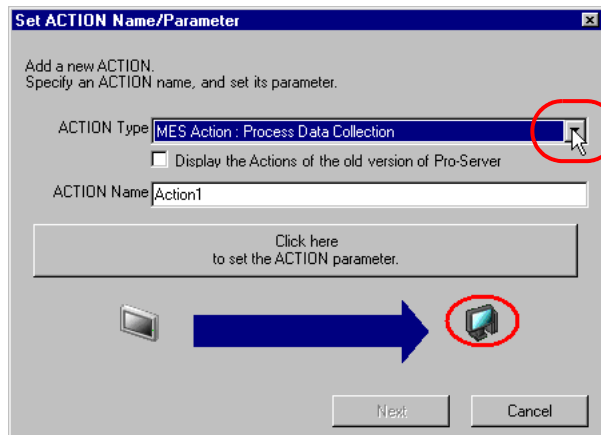 Set ACTION Name/Parameter
Add a new ACTION.
Specify an ACTION name, and set its parameter.
ACTION Type MES Action : Process Data Collection
Display the Actions of the old version of Pro-Server
ACTION Name Action1
Click here
to set the ACTION parameter.
Next Cancel